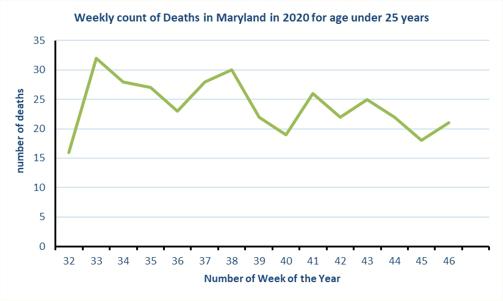 Weekly count of Deaths in Maryland in 2020 for age under 25 years
35
30
25
20
15
10
5
0
number of deaths
32 33 34 35 36 37 38 39 40 41 42 43 44 45 46
Number of Week of the Year